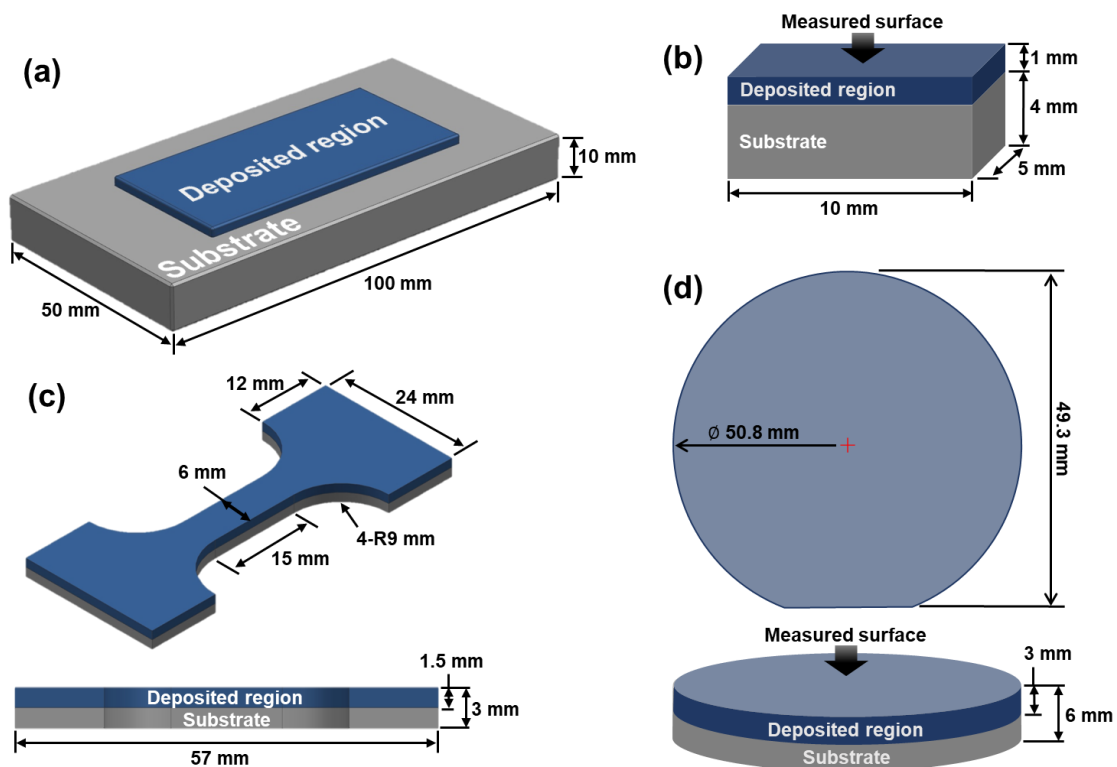 (a)
Deposited region
Substrate
10 mm
50 mm
100 mm
(b)
Measured surface
Deposited region
Substrate
1 mm
4 mm
5 mm
10 mm
(c)
12 mm
24 mm
6 mm
15 mm
4-R9 mm
1.5 mm
Deposited region
Substrate
3 mm
57 mm
(d)
Ø 50.8 mm
49.3 mm
Measured surface
3 mm
Deposited region
6 mm
Substrate